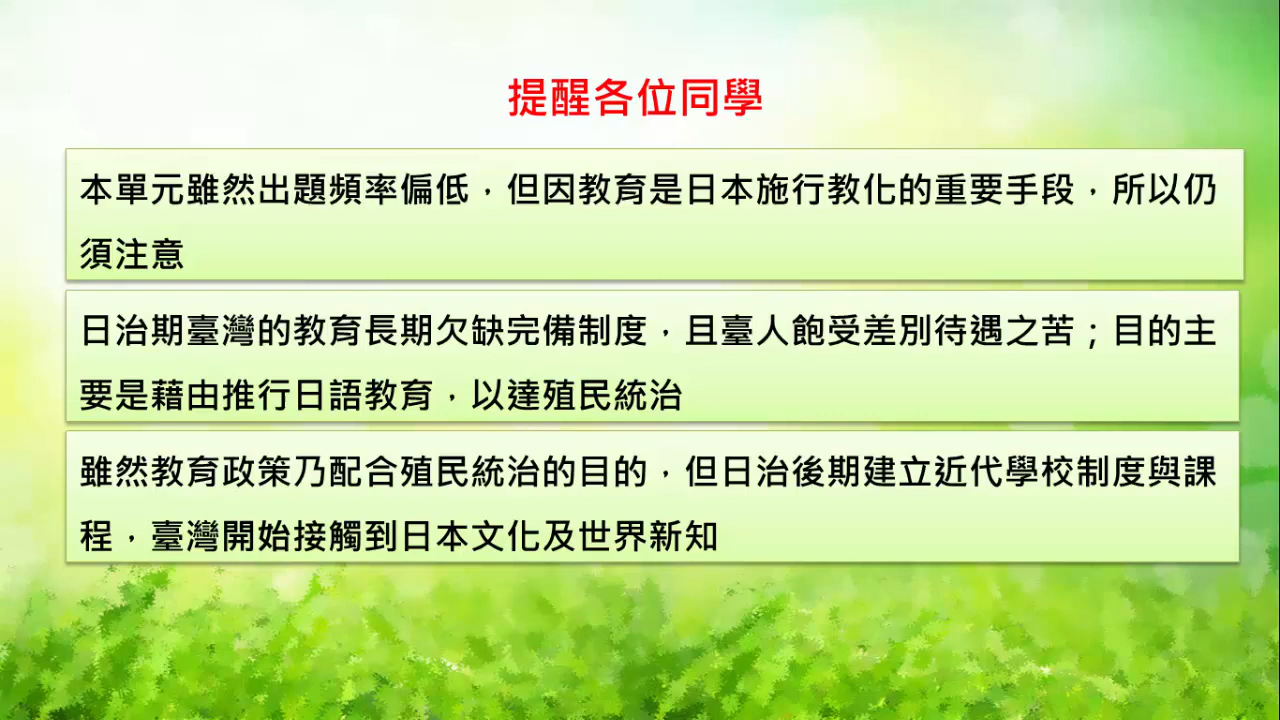 提醒各位同學
本單元雖然出題頻率偏低，但因教育是日本施行教化的重要手段，所以仍
須注意
日治期臺灣的教育長期欠缺完備制度，且臺人飽受差別待遇之苦；目的主
要是藉由推行日語教育，以達殖民統治
雖然教育政策乃配合殖民統治的目的，但日治後期建立近代學校制度與課
程，臺灣開始接觸到日本文化及世界新知